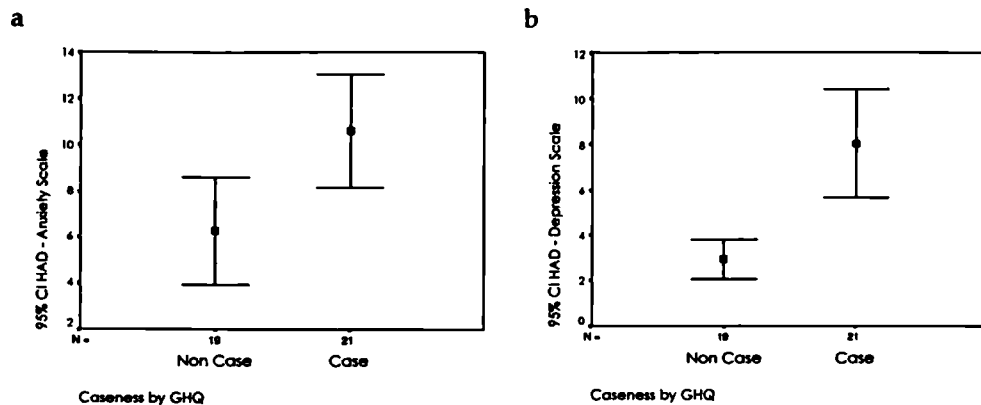 a
95% CI HAD - Anxiety Scale
14
12
10
8
6
4
2
N =
19
21
Non Case
Case
Caseness by GHQ
b
95% CI HAD - Depression Scale
12
10
8
6
4
2
0
N =
19
21
Non Case
Case
Caseness by GHQ